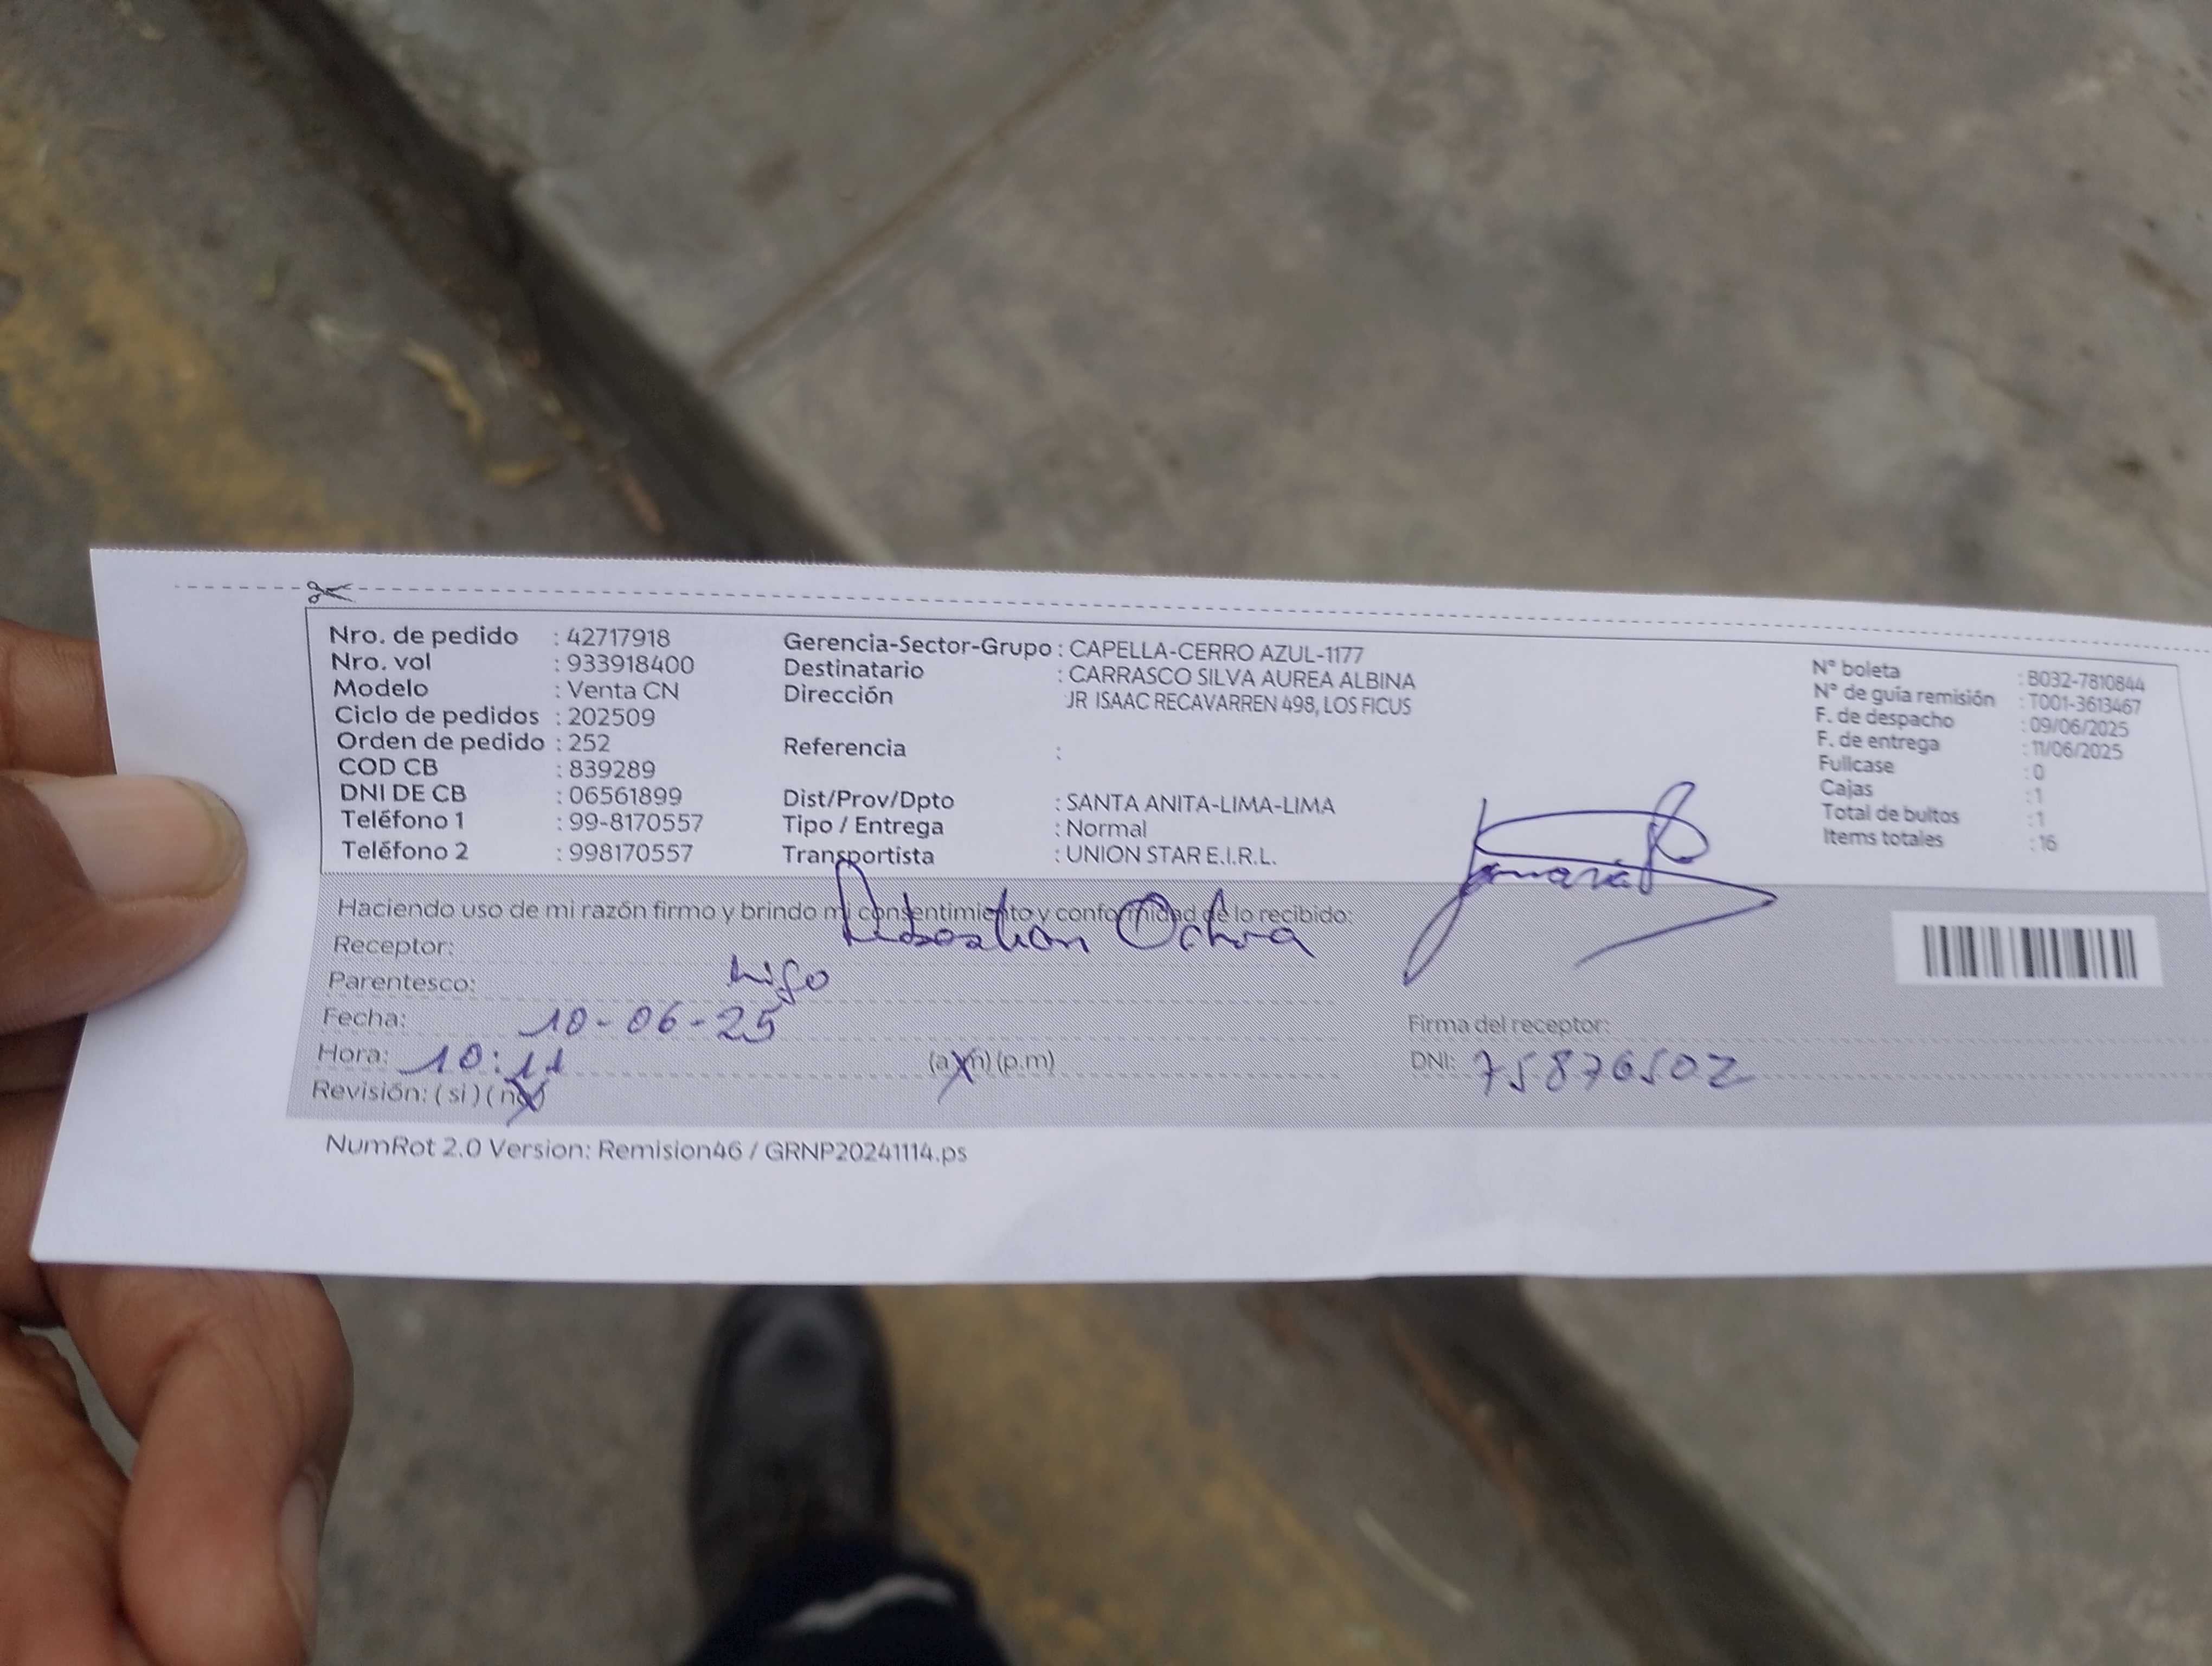 Nro. de pedido : 42717918
Nro. vol : 933918400
Modelo : Venta CN
Ciclo de pedidos : 202509
Orden de pedido : 252
COD CB : 839289
DNI DE CB : 06561899
Teléfono 1 : 99-8170557
Teléfono 2 : 998170557
Gerencia-Sector-Grupo : CAPELLA-CERRO AZUL-1177
Destinatario : CARRASCO SILVA AUREA ALBINA
Dirección JR ISAAC RECAVARREN 498, LOS FICUS
Referencia :
Dist/Prov/Dpto : SANTA ANITA-LIMA-LIMA
Tipo / Entrega : Normal
Transportista : UNION STAR E.I.R.L.
N° boleta : B032-7810844
N° de guía remisión : T001-3613467
F. de despacho : 09/06/2025
F. de entrega : 11/06/2025
Fullcase : 0
Cajas : 1
Total de bultos : 1
Items totales : 16
Haciendo uso de mi razón firmo y brindo mi consentimiento y conformidad de lo recibido:
Receptor: Sebastian Ochoa
Parentesco: hijo
Fecha: 10-06-25
Hora: 10:11 (a.m) (p.m)
Revisión: ( si ) ( no )
Firma del receptor:
DNI: 75876502
NumRot 2.0 Version: Remision46 / GRNP20241114.ps